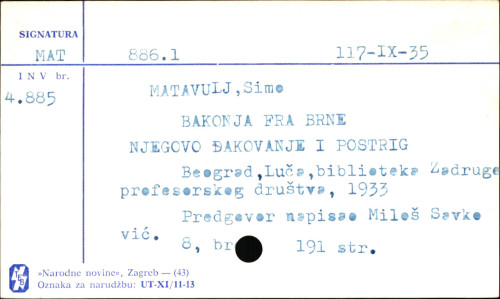 SIGNATURA
MAT 886.1 117-IX-35
INV br.
4.885
MATAVULJ,Simo
BAKONJA FRA BRNE
NJEGOVO ĐAKOVANJE I POSTRIG
Beograd,Luča,biblioteka Zadruge
profesorskog društva, 1933
Predgovor napisao Miloš Savko
vić.
8, br 191 str.
»Narodne novine«, Zagreb — (43)
Oznaka za narudžbu: UT-XI/11-13